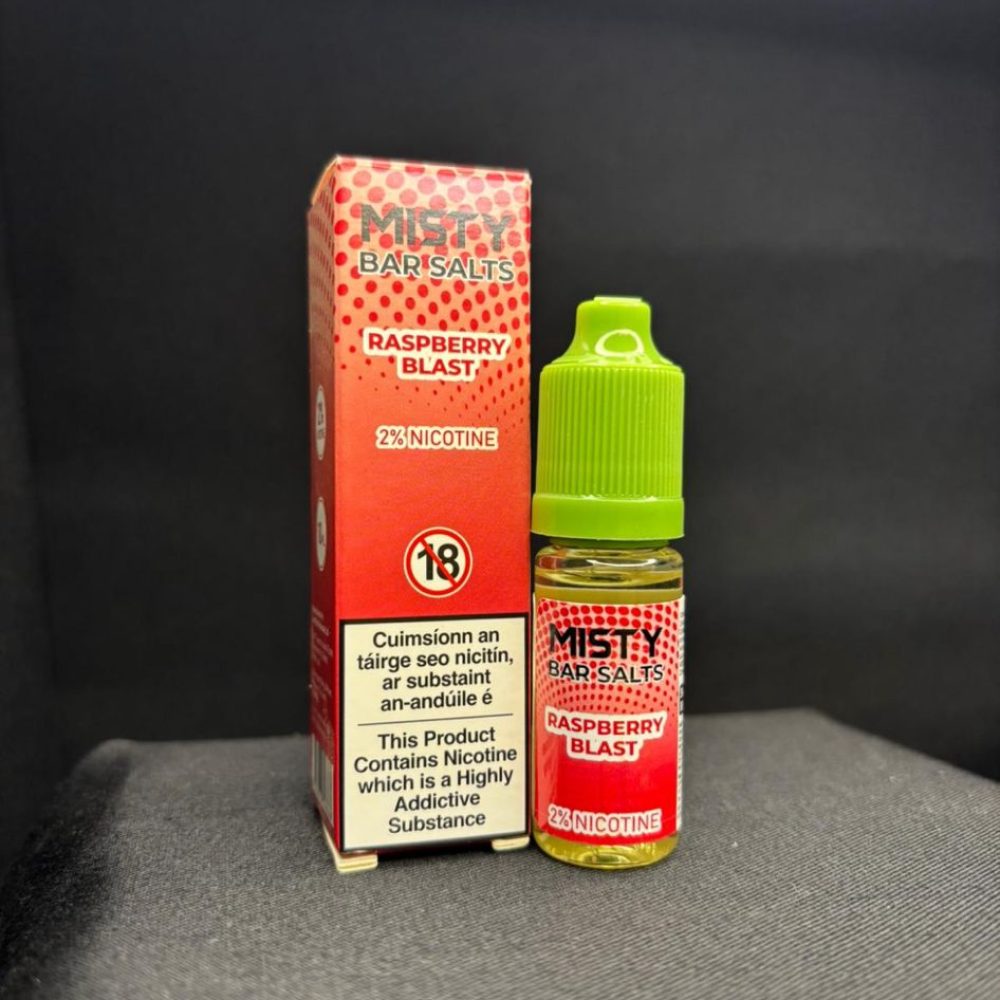 MISTY
BAR SALTS
RASPBERRY
BLAST
2% NICOTINE
18
Cuimsíonn an
táirge seo nicitín,
ar substaint
an-andúile é
This Product
Contains Nicotine
which is a Highly
Addictive
Substance
MISTY
BAR SALTS
RASPBERRY
BLAST
2% NICOTINE